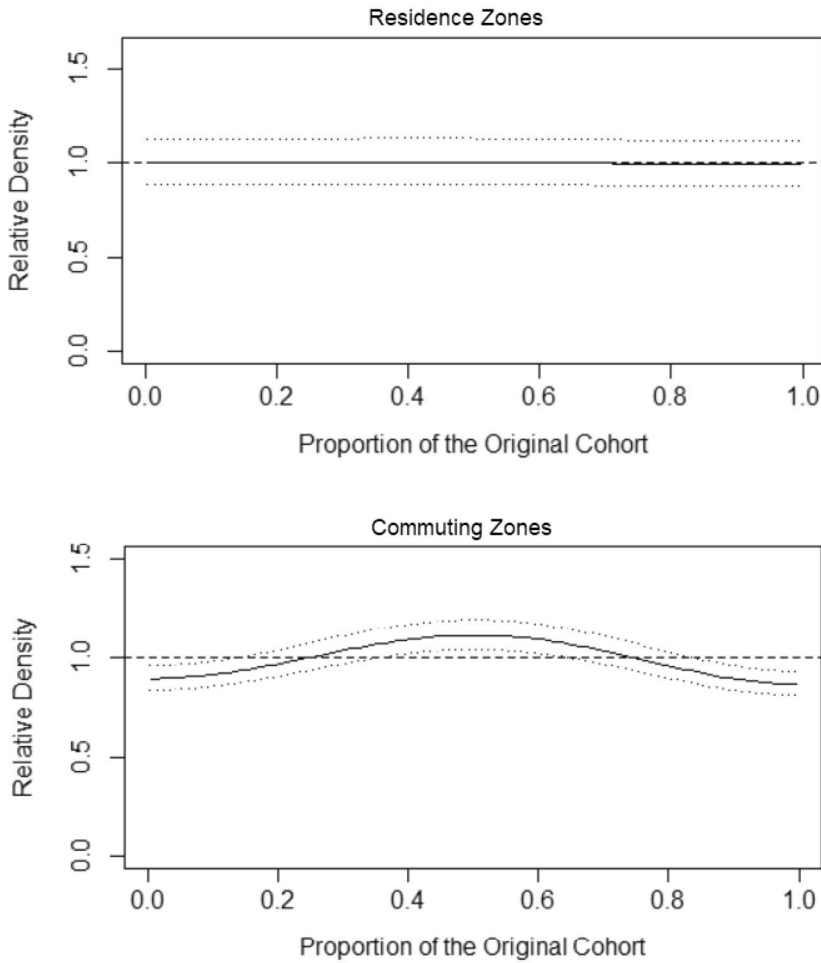 Residence Zones
Relative Density
1.5
1.0
0.5
0.0
0.0 0.2 0.4 0.6 0.8 1.0
Proportion of the Original Cohort
Commuting Zones
Relative Density
1.5
1.0
0.5
0.0
0.0 0.2 0.4 0.6 0.8 1.0
Proportion of the Original Cohort